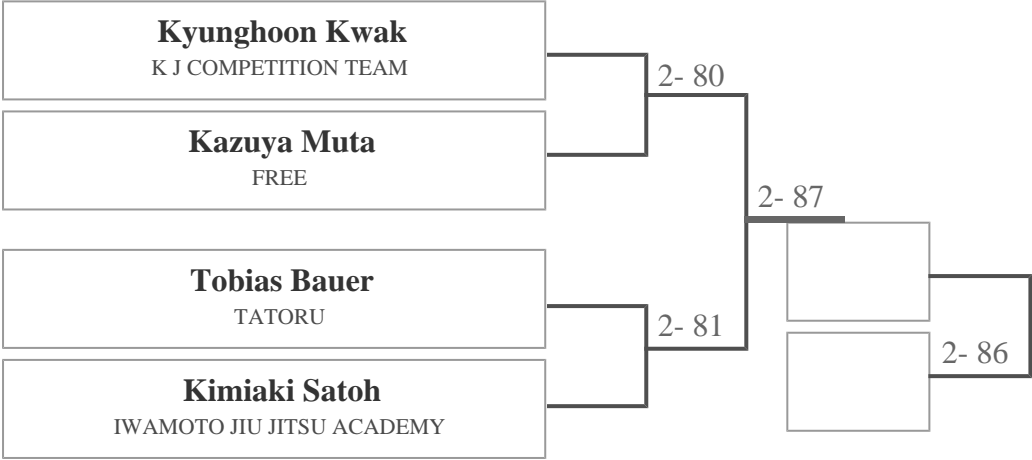 Kyunghoon Kwak
K J COMPETITION TEAM
2- 80
Kazuya Muta
FREE
2- 87
Tobias Bauer
TATORU
2- 81
2- 86
Kimiaki Satoh
IWAMOTO JIU JITSU ACADEMY